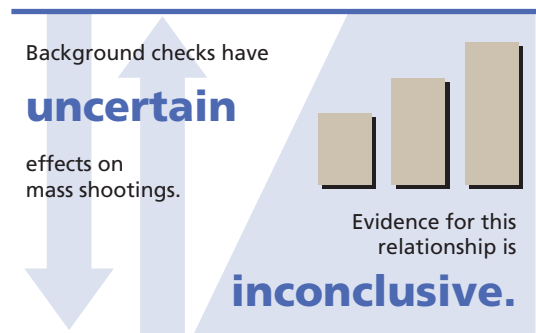 Background checks have
uncertain
effects on
mass shootings.
Evidence for this
relationship is
inconclusive.